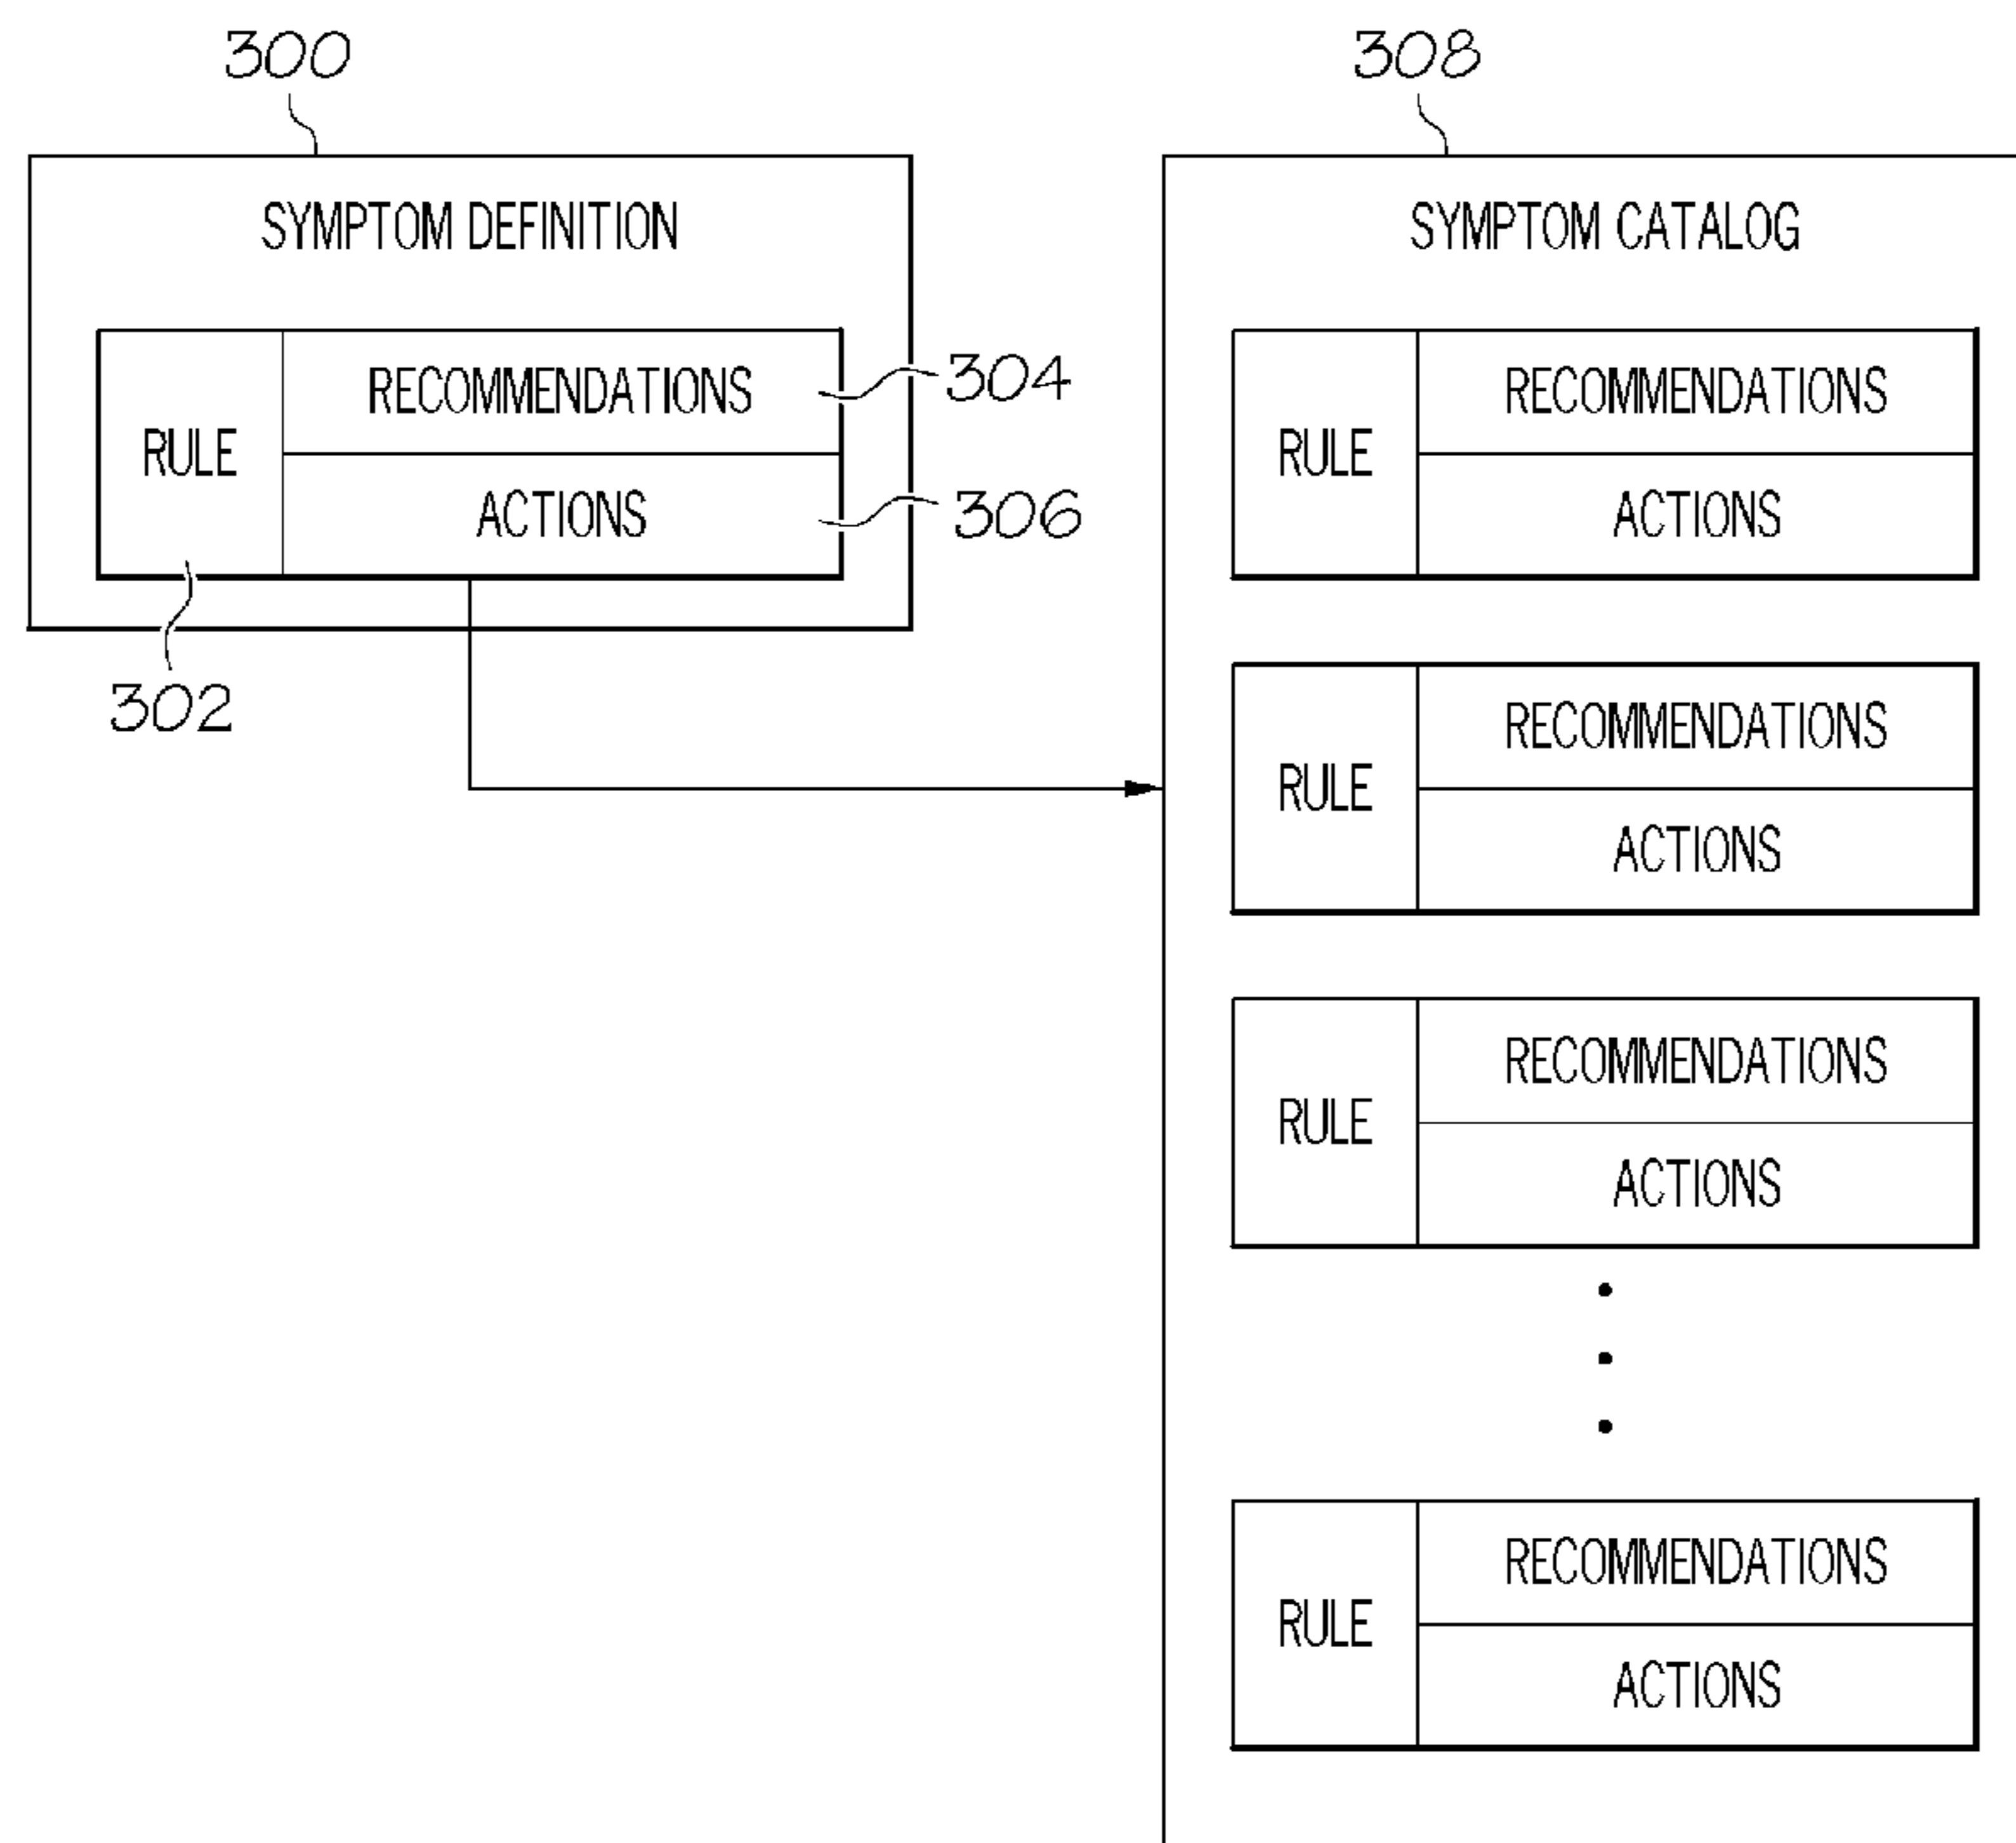 300
308
SYMPTOM DEFINITION
RULE
RECOMMENDATIONS
304
ACTIONS
306
302
SYMPTOM CATALOG
RULE
RECOMMENDATIONS
ACTIONS
RULE
RECOMMENDATIONS
ACTIONS
RULE
RECOMMENDATIONS
ACTIONS
RULE
RECOMMENDATIONS
ACTIONS